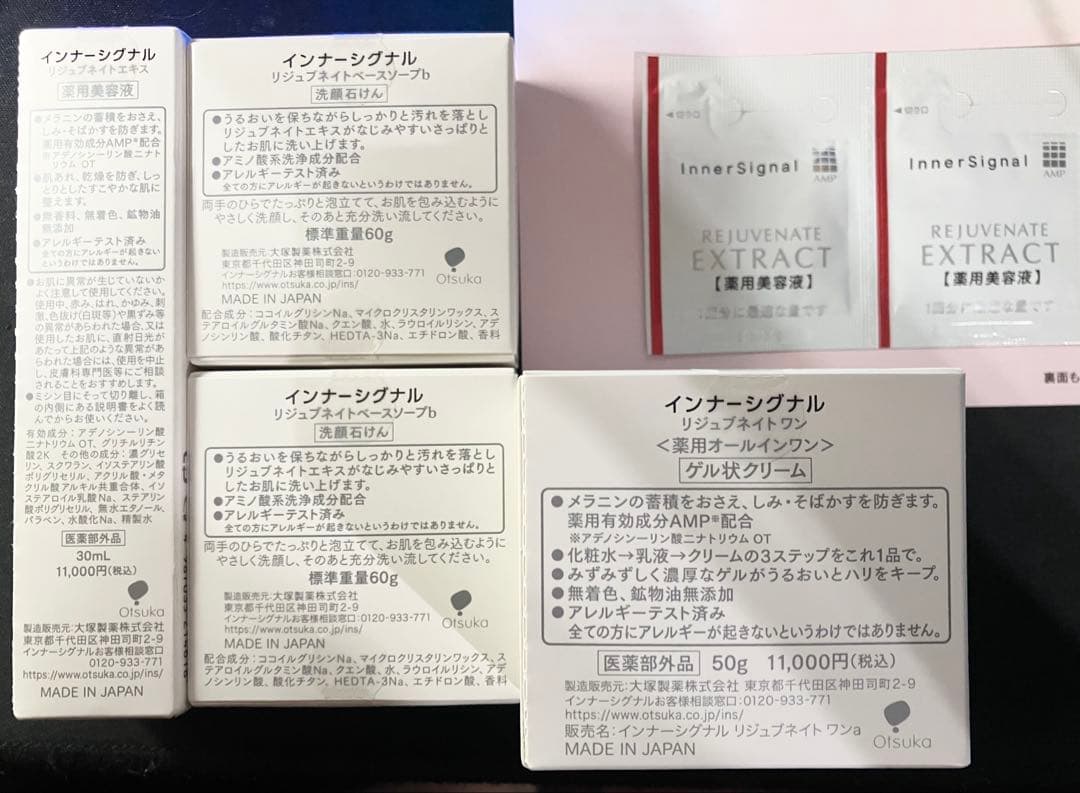 インナーシグナル
リジュブネイトエキス
薬用美容液
●メラニンの蓄積をおさえ、
しみ・そばかすを防ぎます。
薬用有効成分AMP※配合
※アデノシン一リン酸二ナト
リウム OT
●肌あれ、乾燥を防ぎ、しっ
とりとしたすこやかな肌に
整えます。
●無香料、無着色、鉱物油
無添加
●アレルギーテスト済み
全ての方にアレルギーが起きない
というわけではありません。
●お肌に異常が生じていないか
よく注意して使用してください。
使用中、赤み、はれ、かゆみ、刺
激、色抜け(白斑等)や黒ずみ等
の異常があらわれた場合、又は
使用したお肌に、直射日光が
あたって上記のような異常があ
らわれた場合には、使用を中止
し、皮膚科専門医等にご相談
されることをおすすめします。
●ミシン目にそって切り離し、箱
の内側にある説明書をよく読
んでからお使いください。
有効成分：アデノシン一リン酸
二ナトリウム OT、グリチルリチン
酸2K その他の成分：濃グリセ
リン、スクワラン、イソステアリン酸
ポリグリセリル、アクリル酸・メタ
クリル酸アルキル共重合体、イソ
ステアロイル乳酸Na、ステアリン
酸ポリグリセリル、無水エタノール、
パラベン、水酸化Na、精製水
医薬部外品
30mL
11,000円(税込)
Otsuka
製造販売元：大塚製薬株式会社
東京都千代田区神田司町2-9
インナーシグナルお客様相談窓口:
0120-933-771
https://www.otsuka.co.jp/ins/
MADE IN JAPAN
インナーシグナル
リジュブネイトベースソープb
洗顔石けん
●うるおいを保ちながらしっかりと汚れを落とし
リジュブネイトエキスがなじみやすいさっぱりと
したお肌に洗い上げます。
●アミノ酸系洗浄成分配合
●アレルギーテスト済み
全ての方にアレルギーが起きないというわけではありません。
両手のひらでたっぷりと泡立てて、お肌を包み込むように
やさしく洗顔し、そのあと充分洗い流してください。
標準重量60g
製造販売元：大塚製薬株式会社
東京都千代田区神田司町2-9
インナーシグナルお客様相談窓口:0120-933-771
https://www.otsuka.co.jp/ins/
MADE IN JAPAN
Otsuka
配合成分：ココイルグリシンNa、マイクロクリスタリンワックス、ス
テアロイルグルタミン酸Na、クエン酸、水、ラウロイルリシン、アデ
ノシンリン酸、酸化チタン、HEDTA-3Na、エチドロン酸、香料
インナーシグナル
リジュブネイトベースソープb
洗顔石けん
●うるおいを保ちながらしっかりと汚れを落とし
リジュブネイトエキスがなじみやすいさっぱりと
したお肌に洗い上げます。
●アミノ酸系洗浄成分配合
●アレルギーテスト済み
全ての方にアレルギーが起きないというわけではありません。
両手のひらでたっぷりと泡立てて、お肌を包み込むように
やさしく洗顔し、そのあと充分洗い流してください。
標準重量60g
製造販売元：大塚製薬株式会社
東京都千代田区神田司町2-9
インナーシグナルお客様相談窓口:0120-933-771
https://www.otsuka.co.jp/ins/
MADE IN JAPAN
Otsuka
配合成分：ココイルグリシンNa、マイクロクリスタリンワックス、ス
テアロイルグルタミン酸Na、クエン酸、水、ラウロイルリシン、アデ
ノシンリン酸、酸化チタン、HEDTA-3Na、エチドロン酸、香料
◀切り口
InnerSignal
AMP
REJUVENATE
EXTRACT
【薬用美容液】
1回分に最適な量です
◀切り口
InnerSignal
AMP
REJUVENATE
EXTRACT
【薬用美容液】
1回分に最適な量です
裏面も
インナーシグナル
リジュブネイト ワン
＜薬用オールインワン＞
ゲル状クリーム
●メラニンの蓄積をおさえ、しみ・そばかすを防ぎます。
薬用有効成分AMP※配合
※アデノシン一リン酸二ナトリウム OT
●化粧水→乳液→クリームの3ステップをこれ1品で。
●みずみずしく濃厚なゲルがうるおいとハリをキープ。
●無着色、鉱物油無添加
●アレルギーテスト済み
全ての方にアレルギーが起きないというわけではありません。
医薬部外品 50g 11,000円(税込)
製造販売元：大塚製薬株式会社 東京都千代田区神田司町2-9
インナーシグナルお客様相談窓口:0120-933-771
https://www.otsuka.co.jp/ins/
販売名：インナーシグナル リジュブネイト ワンa
MADE IN JAPAN
Otsuka